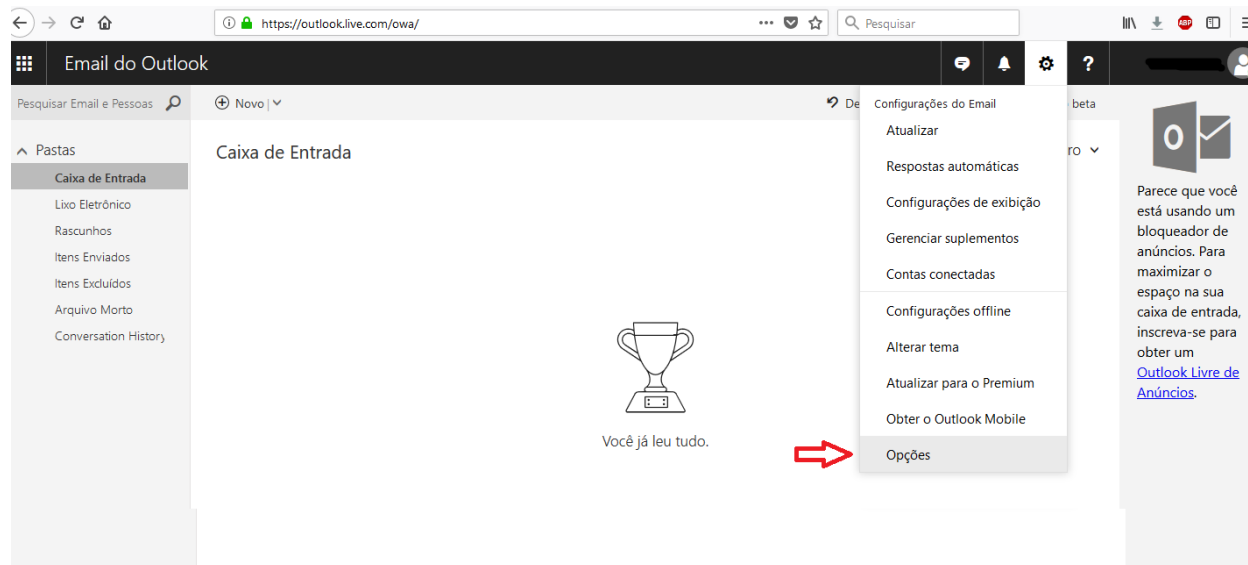 https://outlook.live.com/owa/
Pesquisar
ABP
Email do Outlook
?
Pesquisar Email e Pessoas
Novo
De
beta
Pastas
Caixa de Entrada
Lixo Eletrônico
Rascunhos
Itens Enviados
Itens Excluídos
Arquivo Morto
Conversation History
Caixa de Entrada
ro
Você já leu tudo.
Configurações do Email
Atualizar
Respostas automáticas
Configurações de exibição
Gerenciar suplementos
Contas conectadas
Configurações offline
Alterar tema
Atualizar para o Premium
Obter o Outlook Mobile
Opções
O
Parece que você
está usando um
bloqueador de
anúncios. Para
maximizar o
espaço na sua
caixa de entrada,
inscreva-se para
obter um
Outlook Livre de
Anúncios.